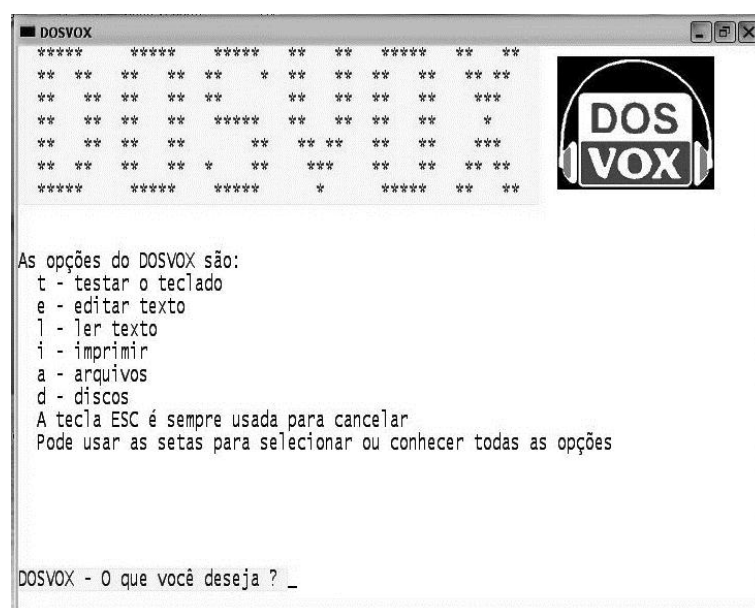 DOSVOX
DOSVOX
DOS
VOX
As opções do DOSVOX são:
t - testar o teclado
e - editar texto
l - ler texto
i - imprimir
a - arquivos
d - discos
A tecla ESC é sempre usada para cancelar
Pode usar as setas para selecionar ou conhecer todas as opções
DOSVOX - O que você deseja ? _